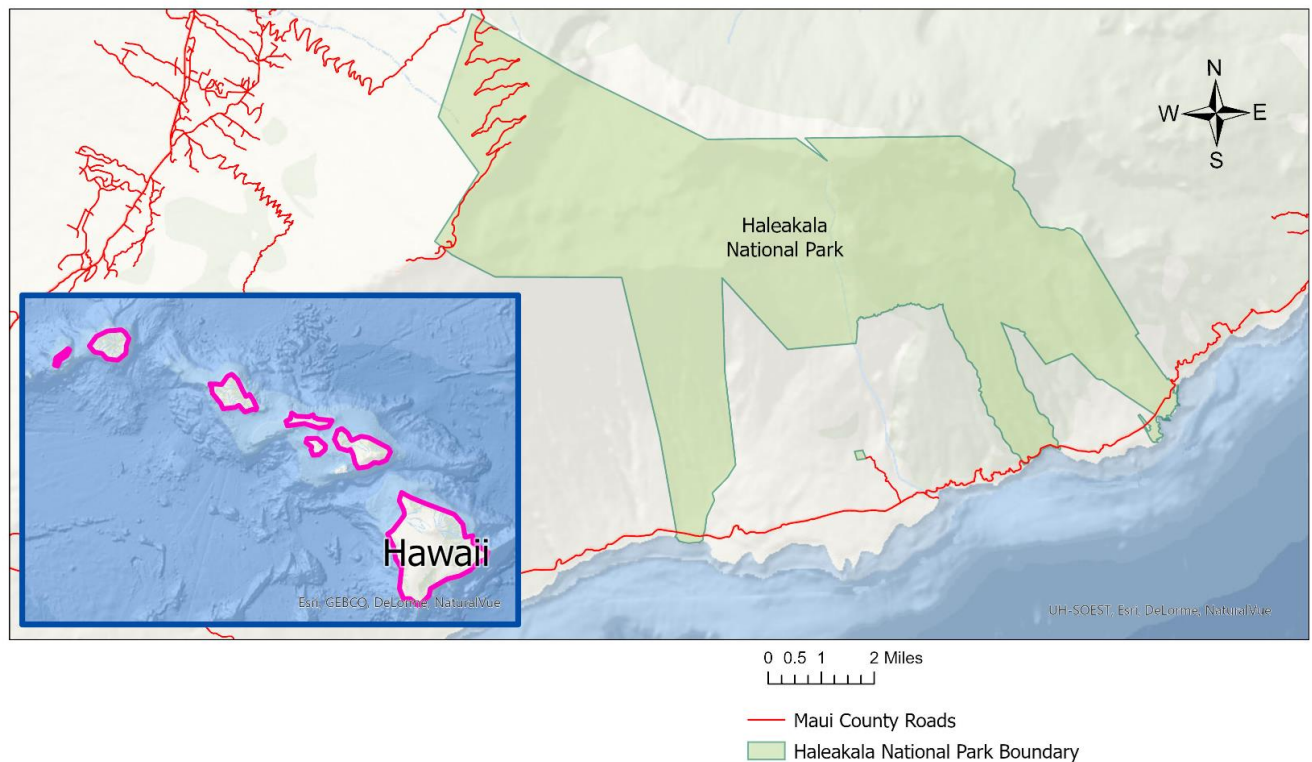 N
W E
S
Haleakala
National Park
Hawaii
Esri, GEBCO, DeLorme, NaturalVue
UH-SOEST, Esri, DeLorme, NaturalVue
0 0.5 1 2 Miles
Maui County Roads
Haleakala National Park Boundary